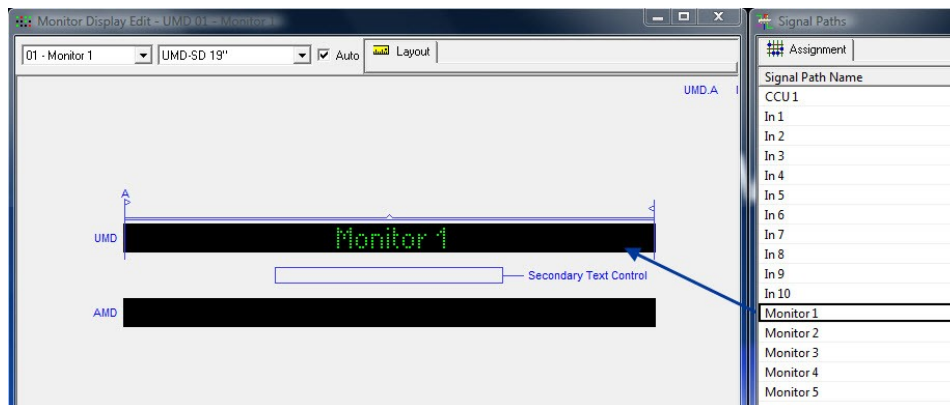 Monitor Display Edit - UMD 01 - Monitor 1
01 - Monitor 1
UMD-SD 19"
Auto
Layout
UMD.A
A
UMD
Monitor 1
Secondary Text Control
AMD
Signal Paths
Assignment
Signal Path Name
CCU 1
In 1
In 2
In 3
In 4
In 5
In 6
In 7
In 8
In 9
In 10
Monitor 1
Monitor 2
Monitor 3
Monitor 4
Monitor 5